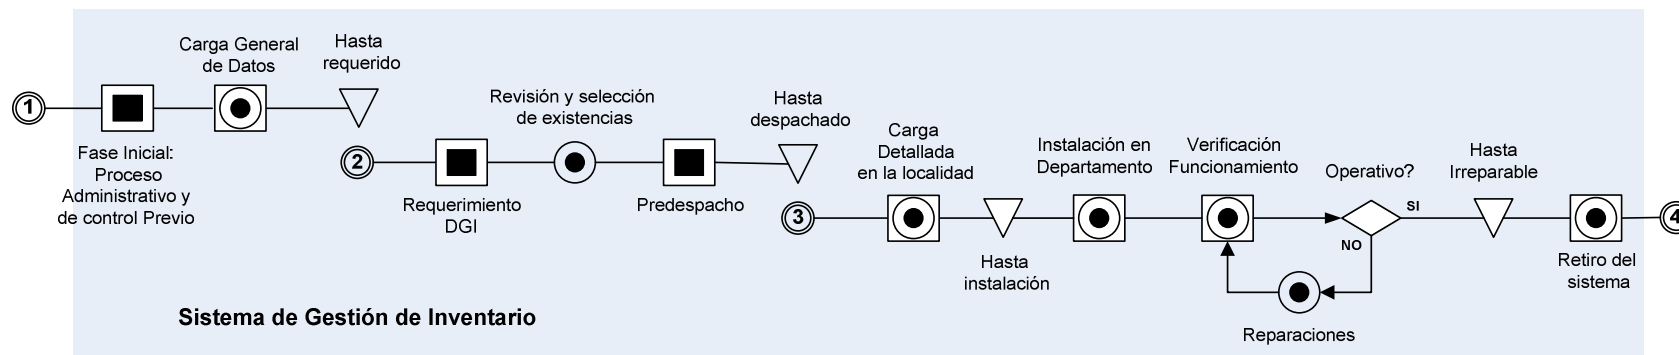 1
Fase Inicial:
Proceso
Administrativo y
de control Previo
Carga General
de Datos
Hasta
requerido
2
Requerimiento
DGI
Revisión y selección
de existencias
Predespacho
Hasta
despachado
3
Carga
Detallada
en la localidad
Hasta
instalación
Instalación en
Departamento
Verificación
Funcionamiento
Operativo?
SI
NO
Reparaciones
Hasta
Irreparable
Retiro del
sistema
4
Sistema de Gestión de Inventario